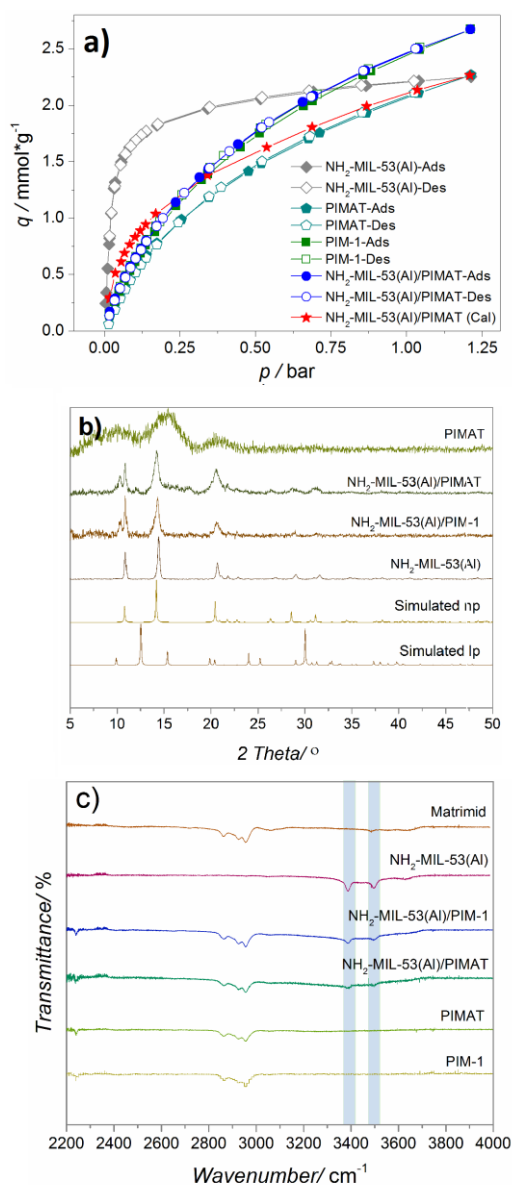 a)
3.0
2.5
2.0
1.5
1.0
0.5
0.0
q / mmol*g⁻¹
NH₂-MIL-53(Al)-Ads
NH₂-MIL-53(Al)-Des
PIMAT-Ads
PIMAT-Des
PIM-1-Ads
PIM-1-Des
NH₂-MIL-53(Al)/PIMAT-Ads
NH₂-MIL-53(Al)/PIMAT-Des
NH₂-MIL-53(Al)/PIMAT (Cal)
0.00 0.25 0.50 0.75 1.00 1.25
p / bar
b)
PIMAT
NH₂-MIL-53(Al)/PIMAT
NH₂-MIL-53(Al)/PIM-1
NH₂-MIL-53(Al)
Simulated np
Simulated lp
5 10 15 20 25 30 35 40 45 50
2 Theta/ °
c)
Transmittance/ %
Matrimid
NH₂-MIL-53(Al)
NH₂-MIL-53(Al)/PIM-1
NH₂-MIL-53(Al)/PIMAT
PIMAT
PIM-1
2200 2400 2600 2800 3000 3200 3400 3600 3800 4000
Wavenumber/ cm⁻¹